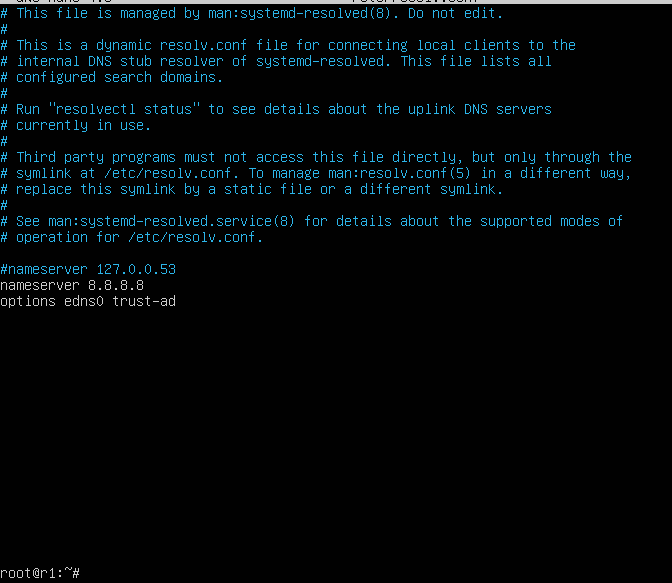 # This file is managed by man:systemd-resolved(8). Do not edit.
#
# This is a dynamic resolv.conf file for connecting local clients to the
# internal DNS stub resolver of systemd-resolved. This file lists all
# configured search domains.
#
# Run "resolvectl status" to see details about the uplink DNS servers
# currently in use.
#
# Third party programs must not access this file directly, but only through the
# symlink at /etc/resolv.conf. To manage man:resolv.conf(5) in a different way,
# replace this symlink by a static file or a different symlink.
#
# See man:systemd-resolved.service(8) for details about the supported modes of
# operation for /etc/resolv.conf.
#nameserver 127.0.0.53
nameserver 8.8.8.8
options edns0 trust-ad
root@r1:~#